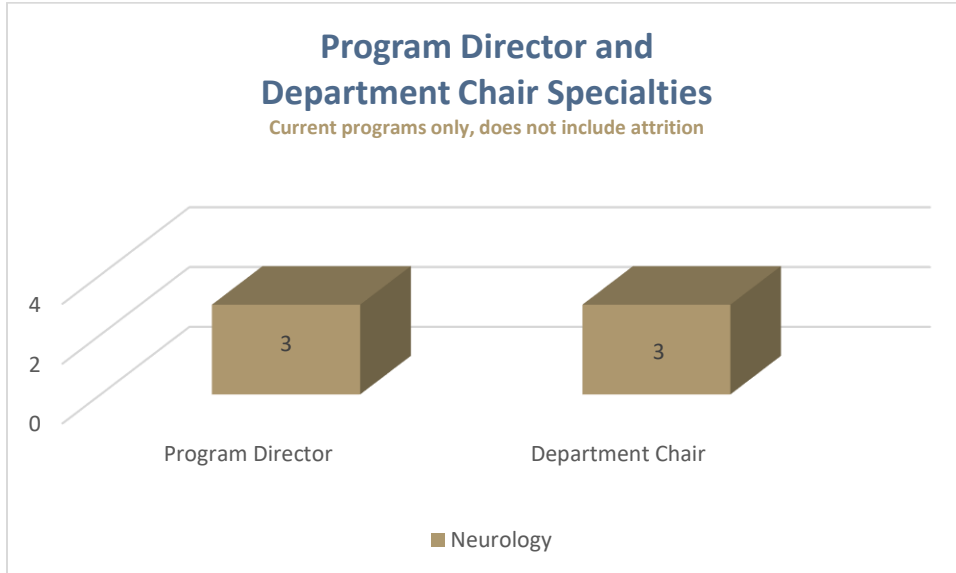 Program Director and
Department Chair Specialties
Current programs only, does not include attrition
4
2
0
3
3
Program Director
Department Chair
Neurology